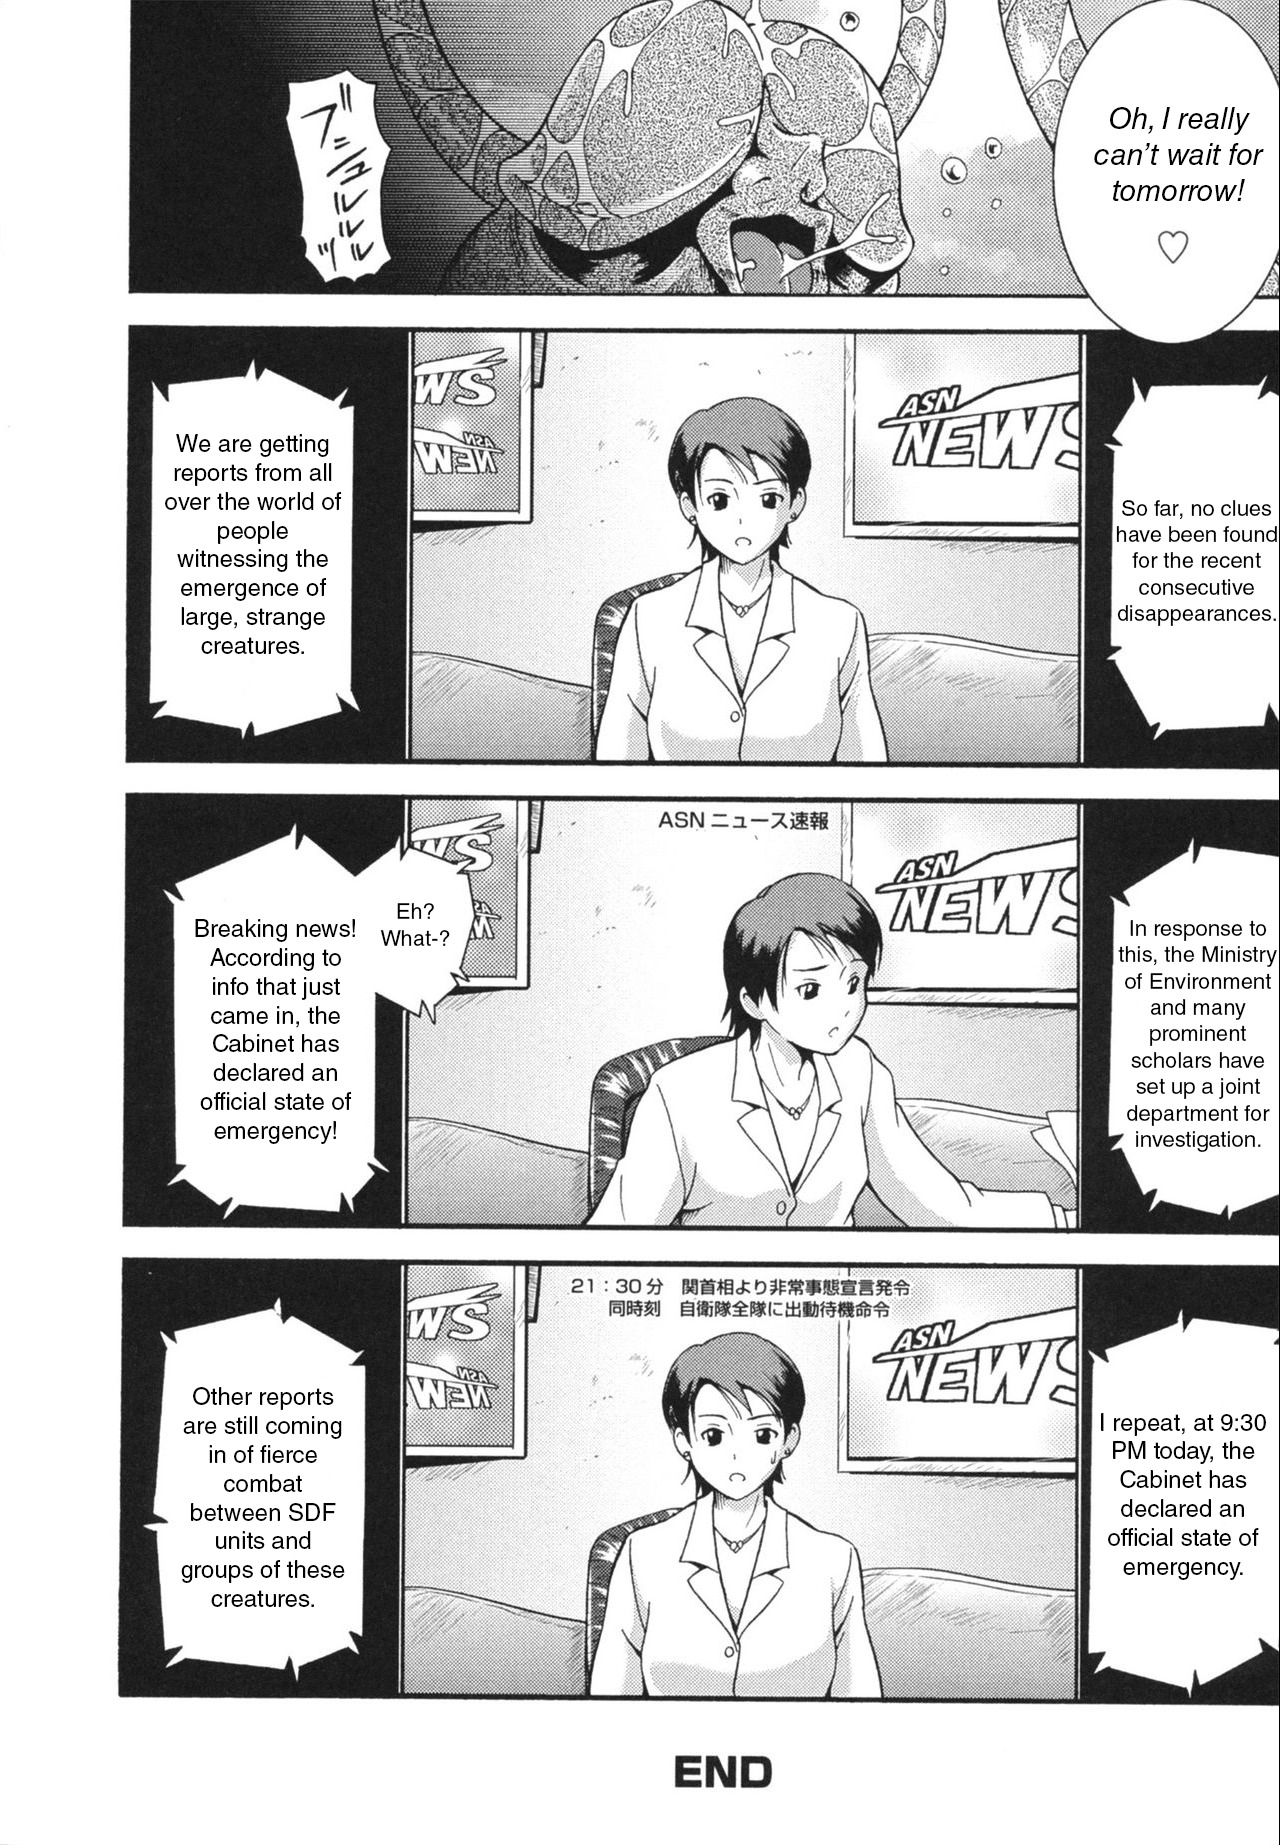 Oh, I really
can't wait for
tomorrow!
♡
ブニュルルルッ
So far, no clues
have been found
for the recent
consecutive
disappearances.
ASN
NEWS
WS
ASN
NEW
We are getting
reports from all
over the world of
people
witnessing the
emergence of
large, strange
creatures.
In response to
this, the Ministry
of Environment
and many
prominent
scholars have
set up a joint
department for
investigation.
ASN ニュース速報
ASN
NEWS
WS
Eh?
What-?
Breaking news!
According to
info that just
came in, the
Cabinet has
declared an
official state of
emergency!
I repeat, at 9:30
PM today, the
Cabinet has
declared an
official state of
emergency.
21：30分　関首相より非常事態宣言発令
同時刻　自衛隊全隊に出動待機命令
ASN
NEWS
WS
ASN
NEW
Other reports
are still coming
in of fierce
combat
between SDF
units and
groups of these
creatures.
END